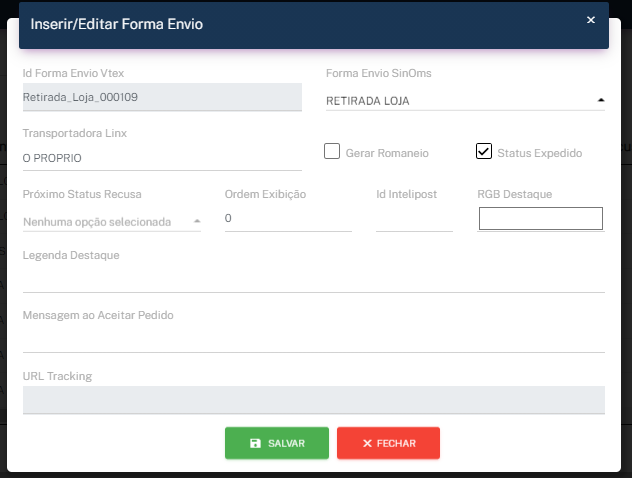 Inserir/Editar Forma Envio ×
Id Forma Envio Vtex Forma Envio SinOms
Retirada_Loja_000109 RETIRADA LOJA
Transportadora Linx
O PROPRIO Gerar Romaneio Status Expedido
Próximo Status Recusa Ordem Exibição Id Intelipost RGB Destaque
Nenhuma opção selecionada 0
Legenda Destaque
Mensagem ao Aceitar Pedido
URL Tracking
SALVAR FECHAR